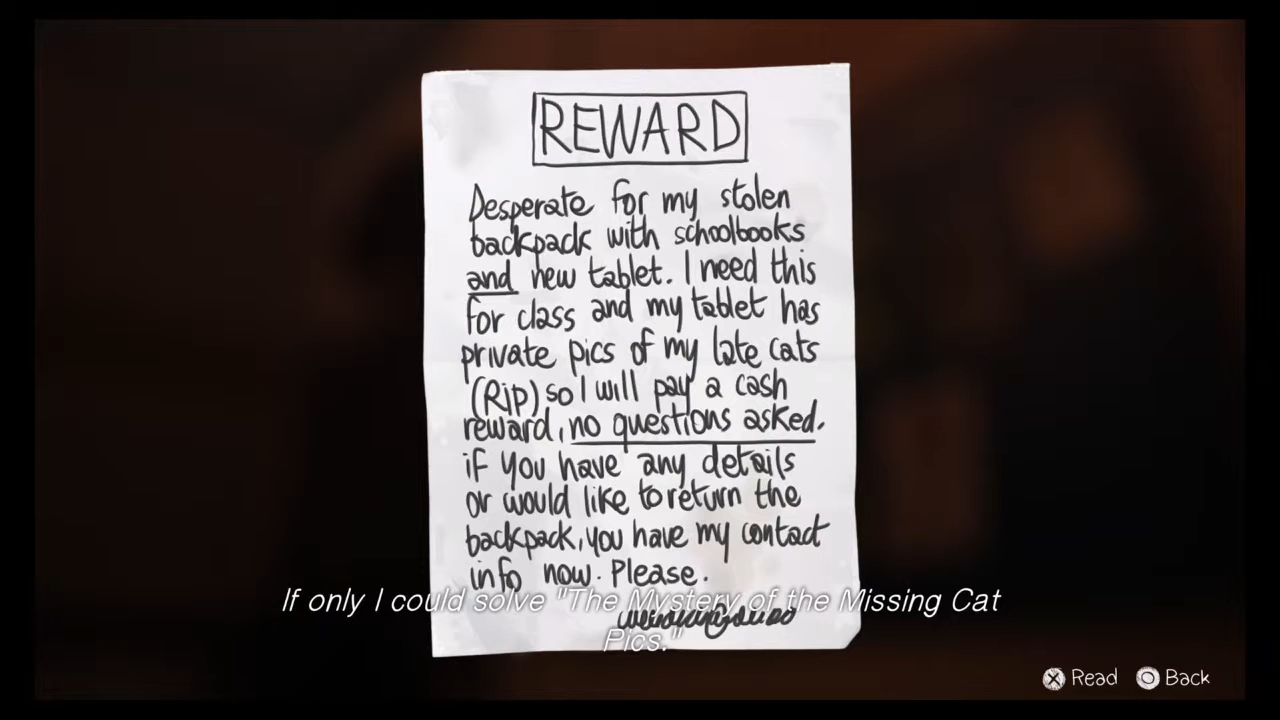 REWARD
Desperate for my stolen
backpack with schoolbooks
and new tablet. I need this
for class and my tablet has
private pics of my late cats
(Rip) so I will pay a cash
reward, no questions asked.
if you have any details
or would like to return the
backpack, you have my contact
info now. Please.
If only I could solve "The Mystery of the Missing Cat
Pics."
Read
Back